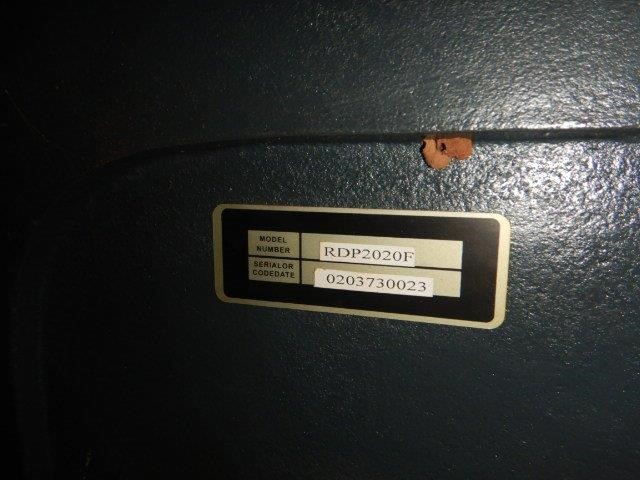 MODEL
NUMBER
RDP2020F
SERIALOR
CODEDATE
0203730023